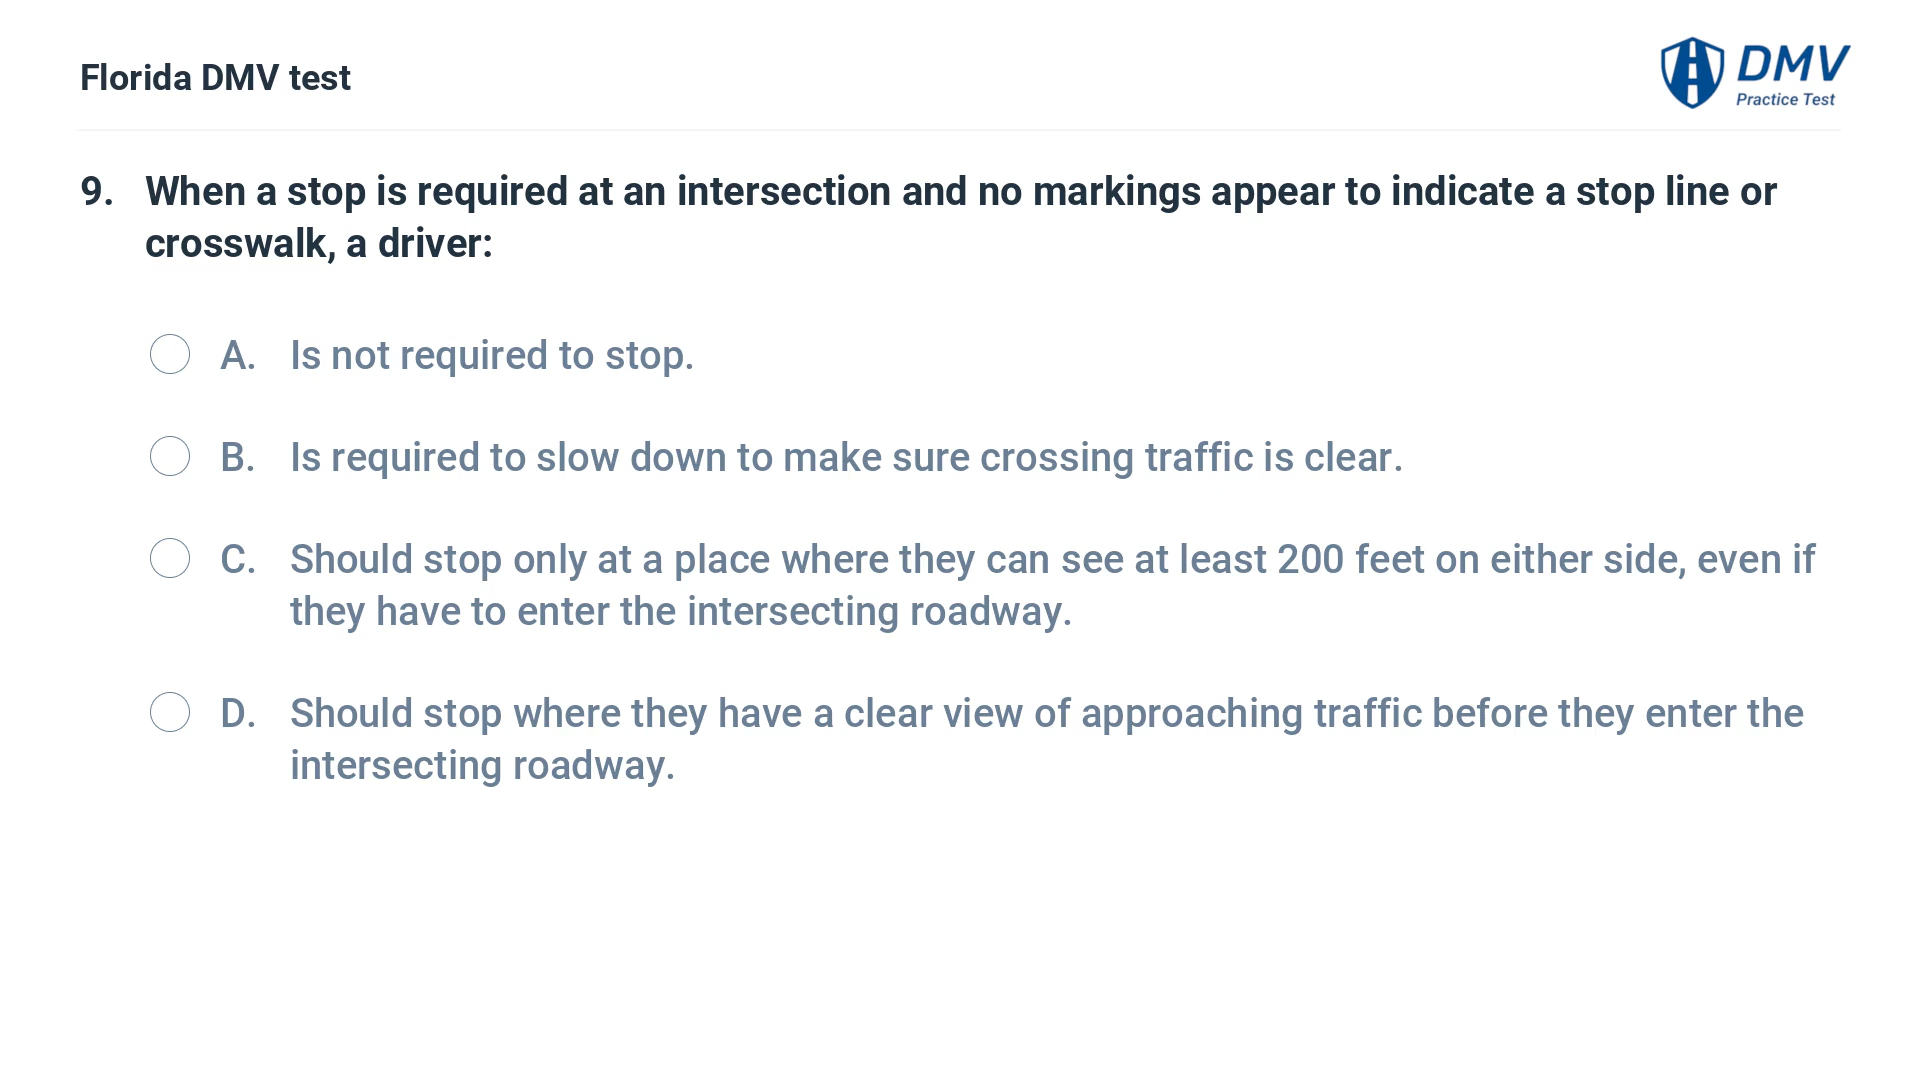 Florida DMV test
DMV
Practice Test
9. When a stop is required at an intersection and no markings appear to indicate a stop line or
crosswalk, a driver:
A. Is not required to stop.
B. Is required to slow down to make sure crossing traffic is clear.
C. Should stop only at a place where they can see at least 200 feet on either side, even if
they have to enter the intersecting roadway.
D. Should stop where they have a clear view of approaching traffic before they enter the
intersecting roadway.